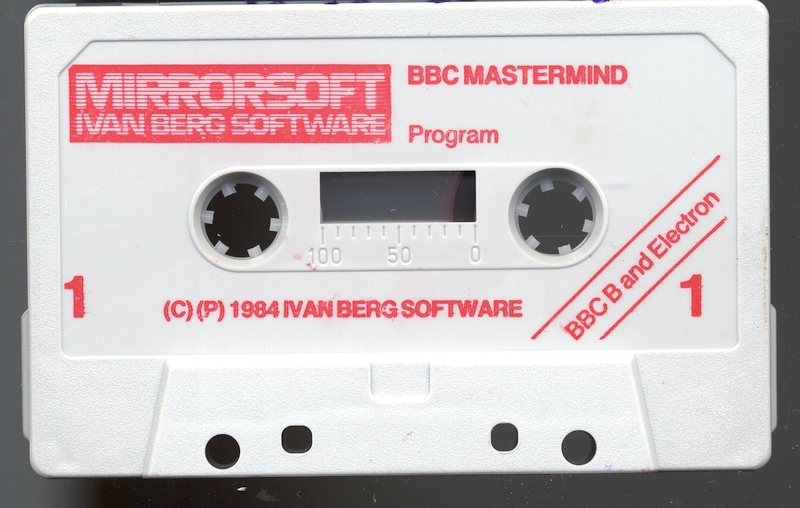 MIRRORSOFT
IVAN BERG SOFTWARE
BBC MASTERMIND
Program
100 50 0
BBC B and Electron
1 1
(C) (P) 1984 IVAN BERG SOFTWARE